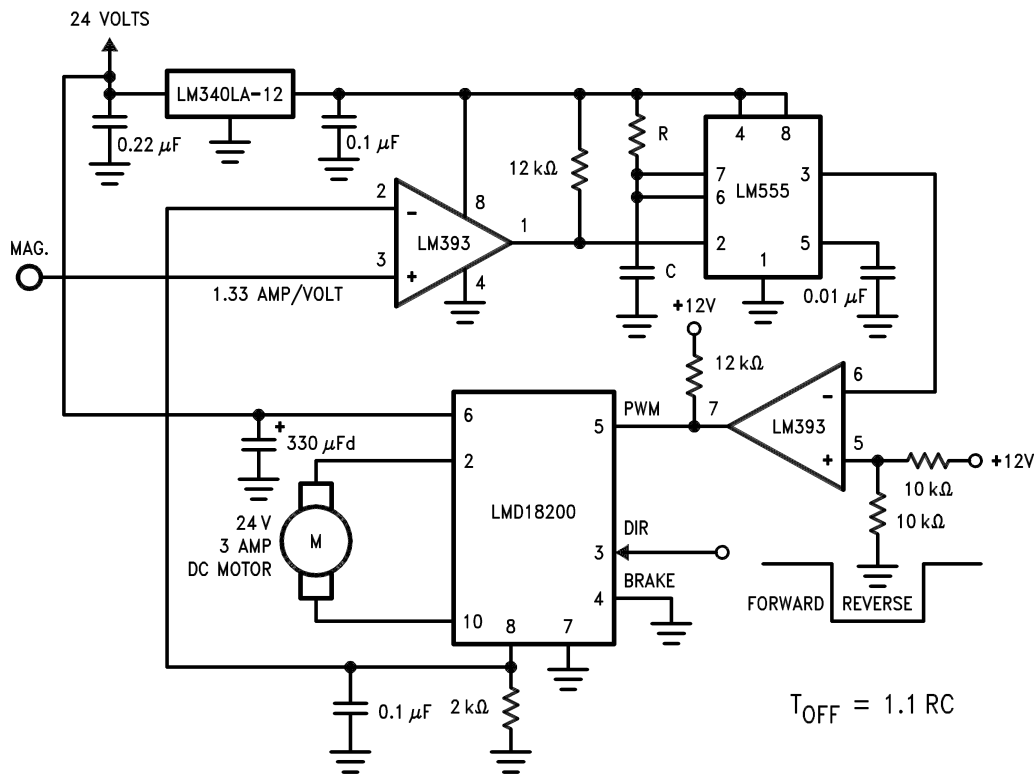 24 VOLTS
LM340LA-12
0.22 μF
0.1 μF
12 kΩ
R
4 8
7
LM555
3
6
2
5
1
C
0.01 μF
2
8
LM393
1
MAG.
3
4
1.33 AMP/VOLT
+12V
12 kΩ
6
PWM
7
LM393
5
+12V
10 kΩ
10 kΩ
6
5
330 μFd
2
LMD18200
24 V
3 AMP
DC MOTOR
M
DIR
3
BRAKE
4
FORWARD
REVERSE
10
8
7
0.1 μF
2 kΩ
TOFF = 1.1 RC